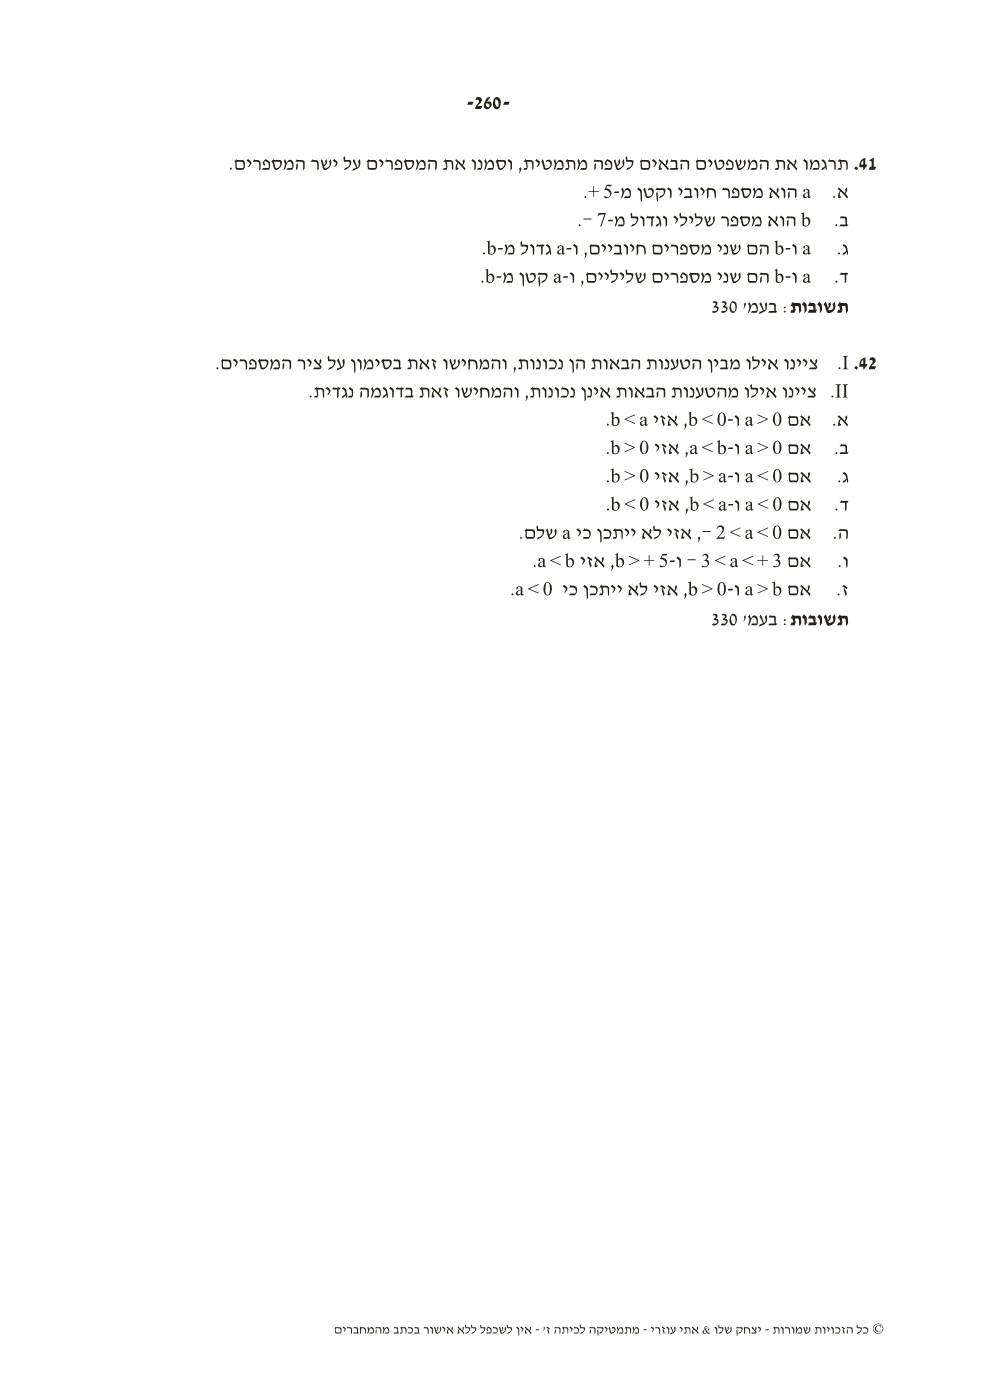 -260-
41. תרגמו את המשפטים הבאים לשפה מתמטית, וסמנו את המספרים על ישר המספרים.
א. a הוא מספר חיובי וקטן מ-5 +.
ב. b הוא מספר שלילי וגדול מ-7 −.
ג. a ו-b הם שני מספרים חיוביים, ו-a גדול מ-b.
ד. a ו-b הם שני מספרים שליליים, ו-a קטן מ-b.
תשובות: בעמ׳ 330
42. I. ציינו אילו מבין הטענות הבאות הן נכונות, והמחישו זאת בסימון על ציר המספרים.
II. ציינו אילו מהטענות הבאות אינן נכונות, והמחישו זאת בדוגמה נגדית.
א. אם a > 0 ו-b < 0, אזי b < a.
ב. אם a > 0 ו-a < b, אזי b > 0.
ג. אם a < 0 ו-b > a, אזי b > 0.
ד. אם a < 0 ו-b < a, אזי b < 0.
ה. אם − 2 < a < 0, אזי לא ייתכן כי a שלם.
ו. אם − 3 < a < + 3 ו-b > + 5, אזי a < b.
ז. אם a > b ו-b > 0, אזי לא ייתכן כי a < 0.
תשובות: בעמ׳ 330
© כל הזכויות שמורות - יצחק שלו & אתי עוזרי - מתמטיקה לכיתה ז׳ - אין לשכפל ללא אישור בכתב מהמחברים